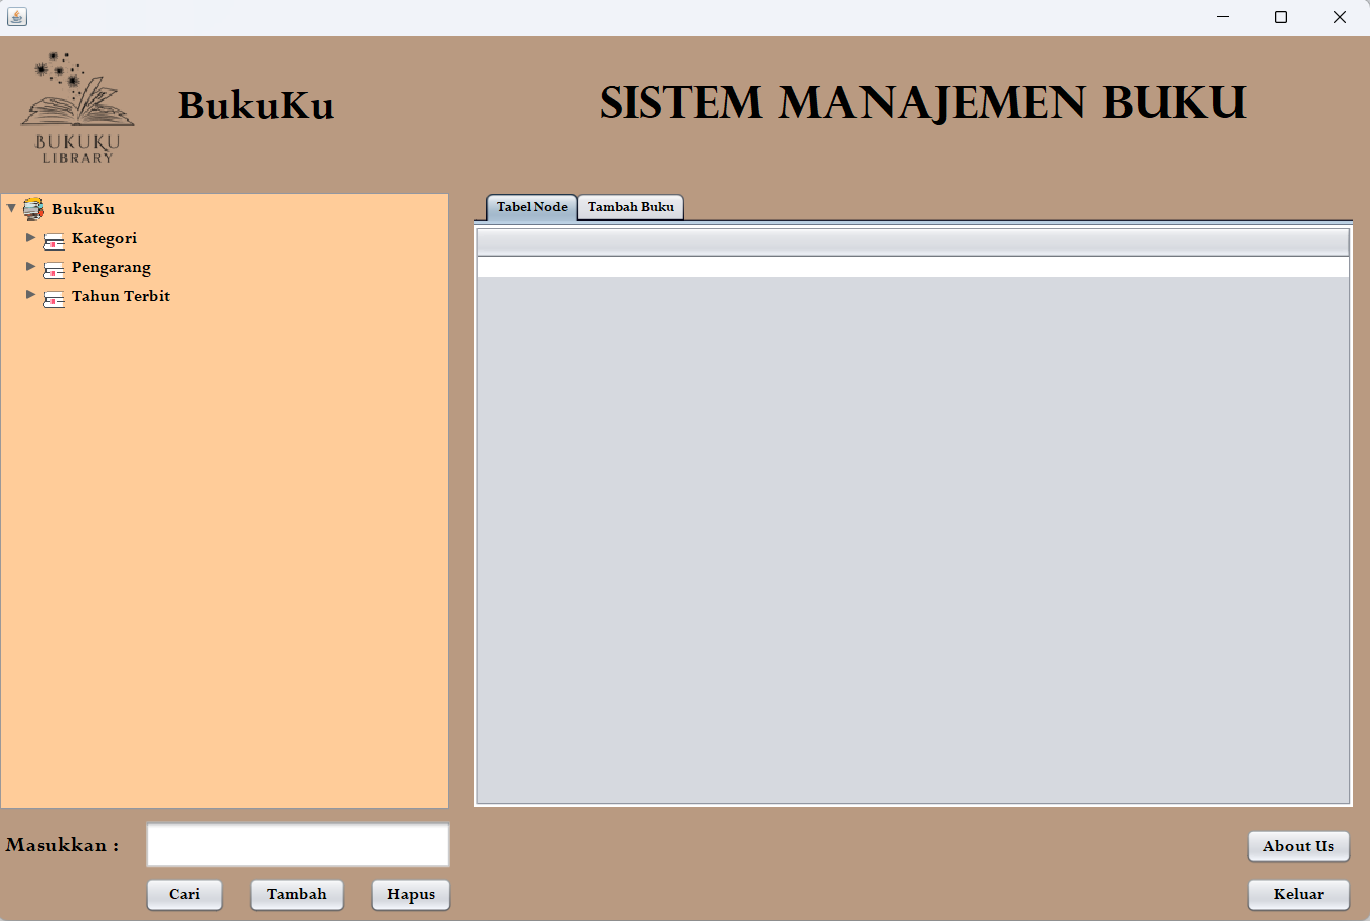 BUKUKU
LIBRARY
BukuKu
SISTEM MANAJEMEN BUKU
BukuKu
Kategori
Pengarang
Tahun Terbit
Tabel Node
Tambah Buku
Masukkan :
Cari
Tambah
Hapus
About Us
Keluar